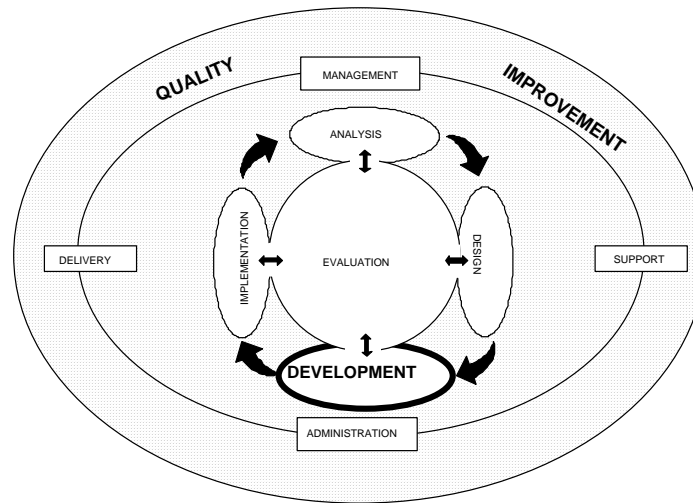 QUALITY
IMPROVEMENT
MANAGEMENT
ANALYSIS
DELIVERY
IMPLEMENTATION
EVALUATION
DESIGN
SUPPORT
DEVELOPMENT
ADMINISTRATION